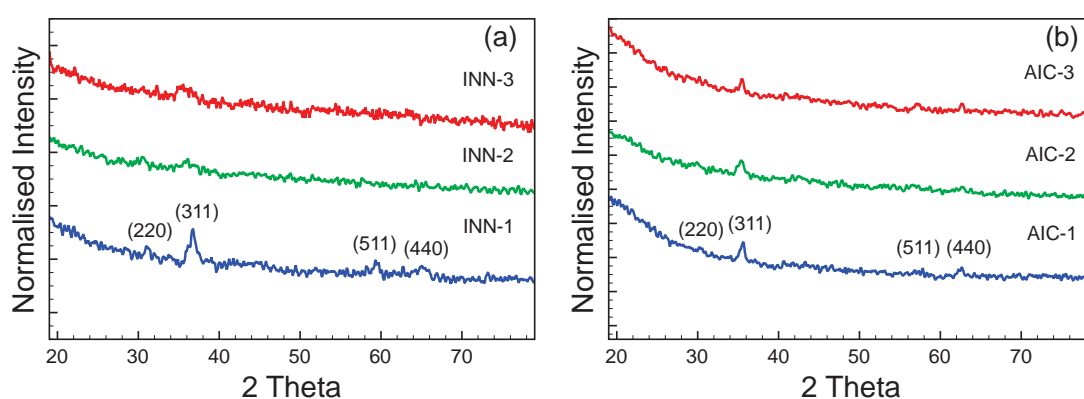 (a)
Normalised Intensity
INN-3
INN-2
INN-1
(220)
(311)
(511)
(440)
20 30 40 50 60 70
2 Theta
(b)
Normalised Intensity
AIC-3
AIC-2
AIC-1
(220)
(311)
(511)
(440)
20 30 40 50 60 70
2 Theta